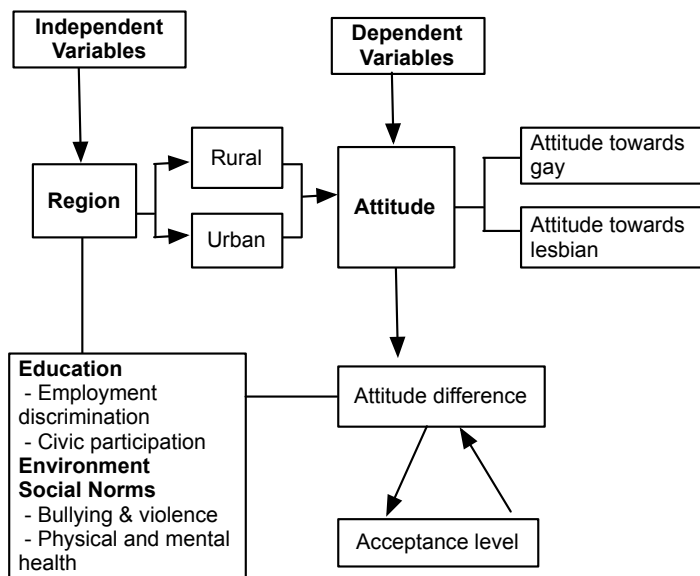 Independent
Variables
Dependent
Variables
Region
Rural
Urban
Attitude
Attitude towards
gay
Attitude towards
lesbian
Education
- Employment
discrimination
- Civic participation
Environment
Social Norms
- Bullying & violence
- Physical and mental
health
Attitude difference
Acceptance level